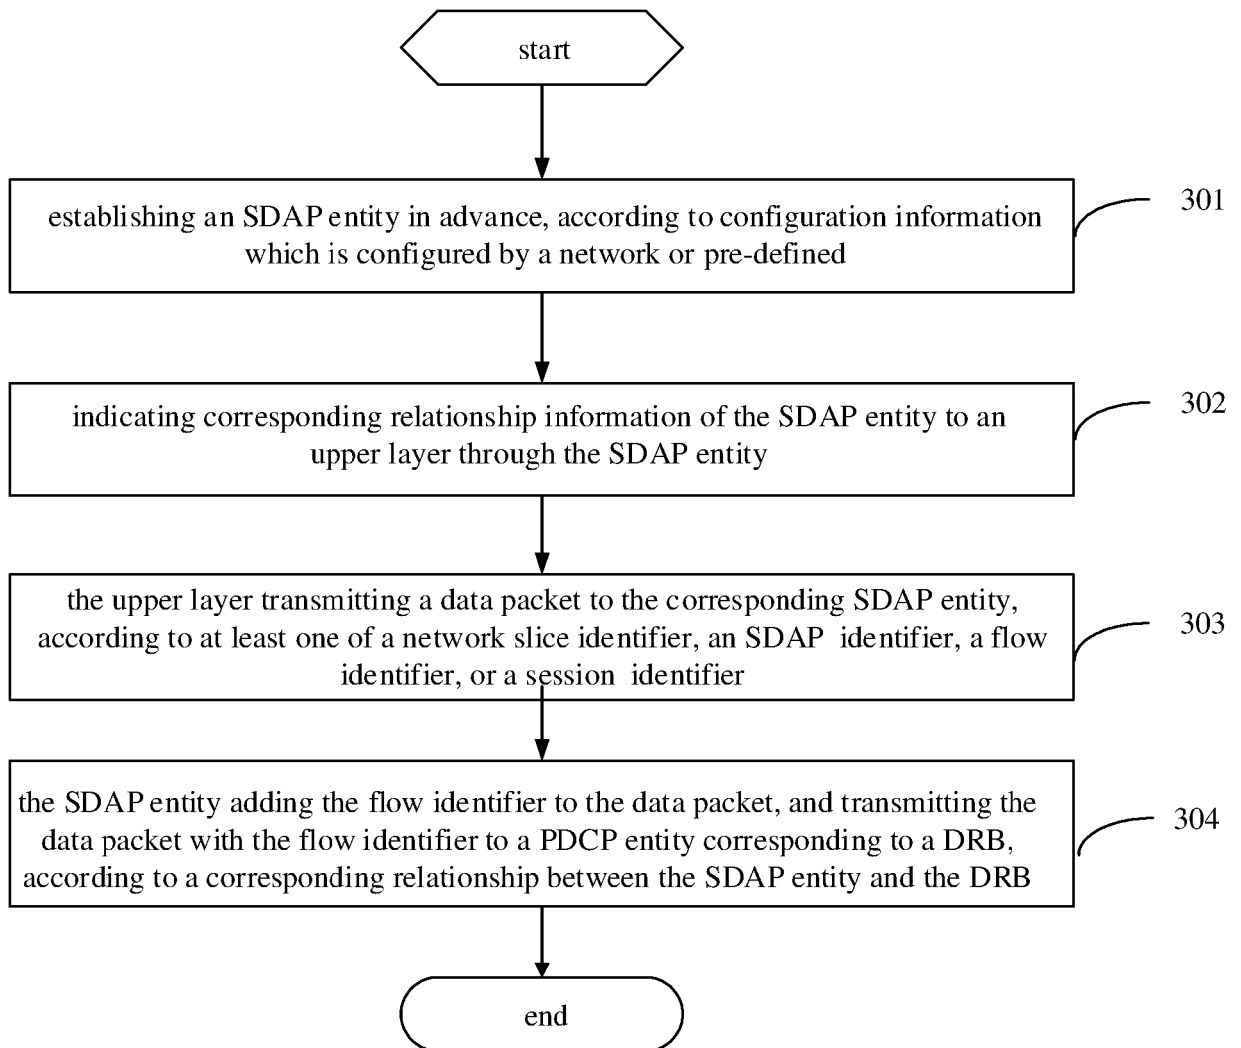 start
establishing an SDAP entity in advance, according to configuration information
which is configured by a network or pre-defined
301
indicating corresponding relationship information of the SDAP entity to an
upper layer through the SDAP entity
302
the upper layer transmitting a data packet to the corresponding SDAP entity,
according to at least one of a network slice identifier, an SDAP identifier, a flow
identifier, or a session identifier
303
the SDAP entity adding the flow identifier to the data packet, and transmitting the
data packet with the flow identifier to a PDCP entity corresponding to a DRB,
according to a corresponding relationship between the SDAP entity and the DRB
304
end